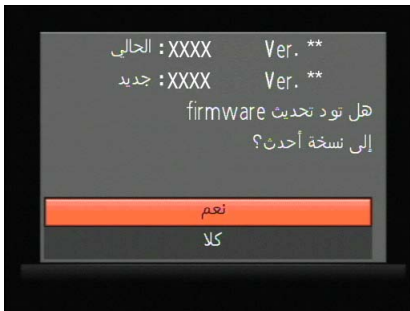 الحالي :XXXX Ver. **
جديد :XXXX Ver. **
هل تود تحديث firmware
إلى نسخة أحدث؟
نعم
كلا